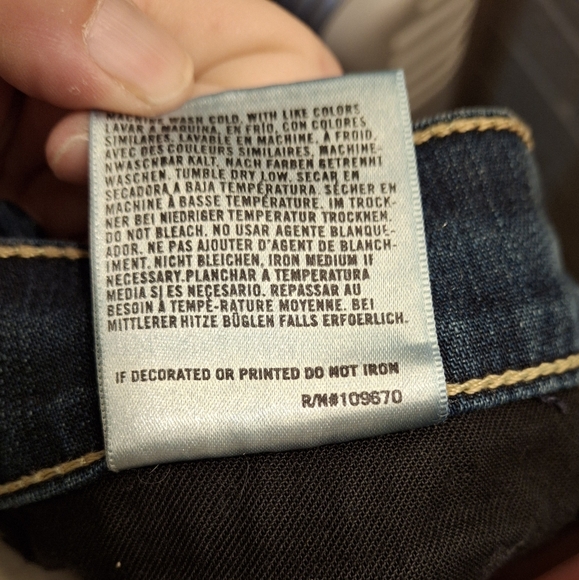 WASH COLD, WITH LIKE COLORS
LAVAR A MAQUINA, EN FRIO, CON COLORES
SIMILARES. LAVABLE EN MACHINE, À FROID,
AVEC DES COULEURS SIMILAIRES. MACHINE-
NWASCHBAR KALT, NACH FARBEN GETRENHT
WASCHEN. TUMBLE DRY LOW. SECAR EN
SECADORA A BAJA TEMPERATURA. SÉCHER EN
MACHINE À BASSE TEMPÉRATURE. IM TROCK-
NER BEI NIEDRIGER TEMPERATUR TROCKHEN.
DO NOT BLEACH. NO USAR AGENTE BLANQUE-
ADOR. NE PAS AJOUTER D'AGENT DE BLANCH-
IMENT. NICHT BLEICHEN. IRON MEDIUM IF
NECESSARY.PLANCHAR A TEMPERATURA
MEDIA SI ES NECESARIO. REPASSAR AU
BESOIN À TEMPÉ-RATURE MOYENNE. BEI
MITTLERER HITZE BÜGLEN FALLS ERFOERLICH.
IF DECORATED OR PRINTED DO NOT IRON
R/N#109670